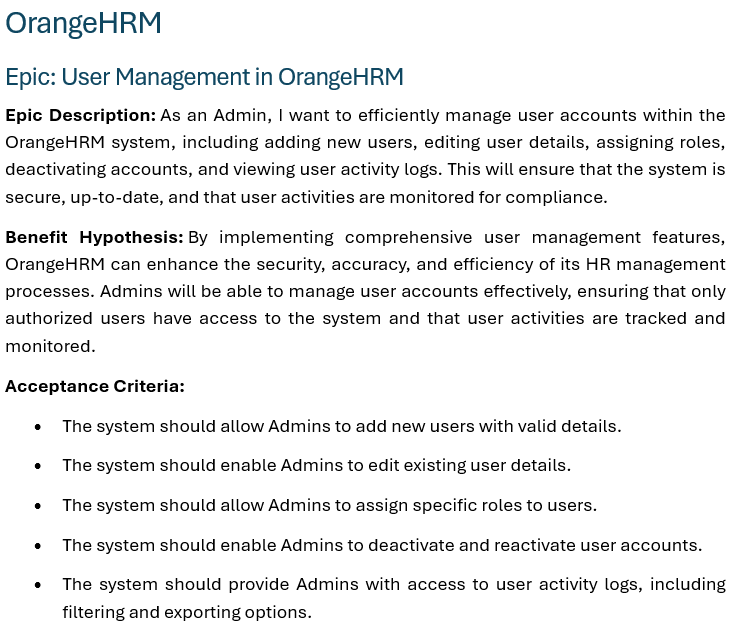 OrangeHRM
Epic: User Management in OrangeHRM
Epic Description: As an Admin, I want to efficiently manage user accounts within the
OrangeHRM system, including adding new users, editing user details, assigning roles,
deactivating accounts, and viewing user activity logs. This will ensure that the system is
secure, up-to-date, and that user activities are monitored for compliance.
Benefit Hypothesis: By implementing comprehensive user management features,
OrangeHRM can enhance the security, accuracy, and efficiency of its HR management
processes. Admins will be able to manage user accounts effectively, ensuring that only
authorized users have access to the system and that user activities are tracked and
monitored.
Acceptance Criteria:
• The system should allow Admins to add new users with valid details.
• The system should enable Admins to edit existing user details.
• The system should allow Admins to assign specific roles to users.
• The system should enable Admins to deactivate and reactivate user accounts.
• The system should provide Admins with access to user activity logs, including
filtering and exporting options.